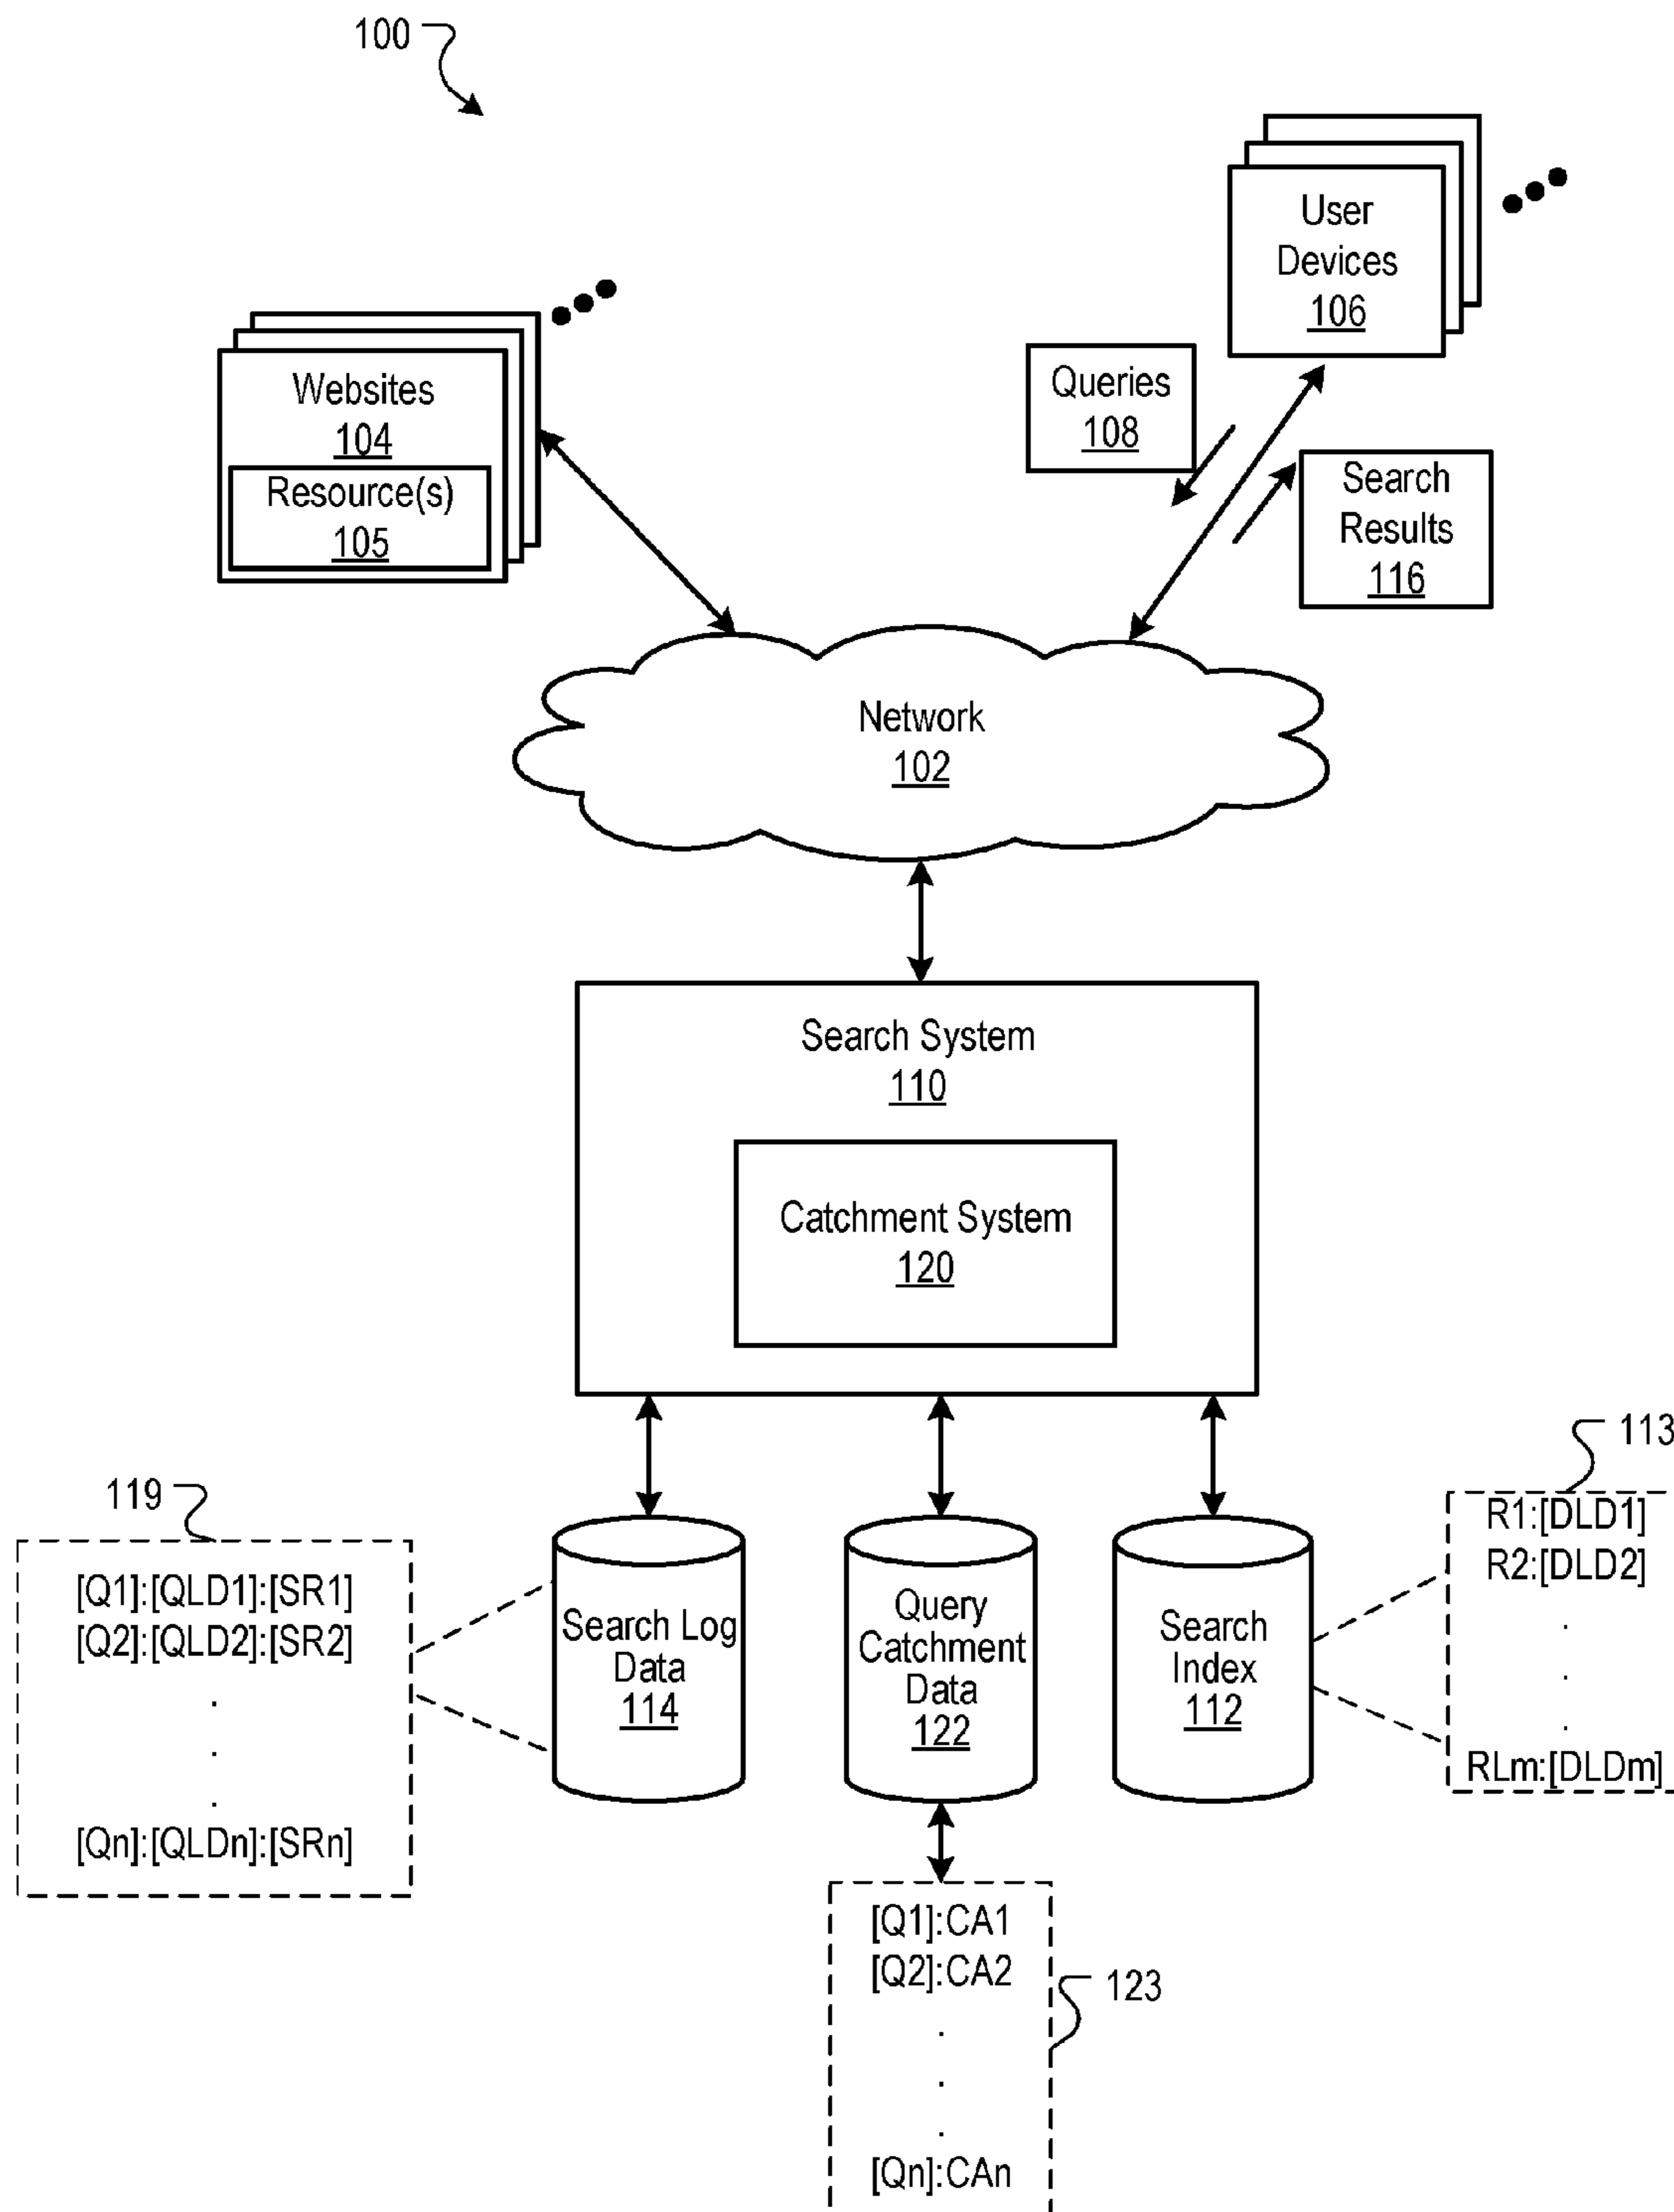 100
User
Devices
106
Websites
104
Resource(s)
105
Queries
108
Search
Results
116
Network
102
Search System
110
Catchment System
120
119
[Q1]:[QLD1]:[SR1]
[Q2]:[QLD2]:[SR2]
.
.
.
[Qn]:[QLDn]:[SRn]
Search Log
Data
114
Query
Catchment
Data
122
Search
Index
112
113
R1:[DLD1]
R2:[DLD2]
.
.
.
RLm:[DLDm]
[Q1]:CA1
[Q2]:CA2
.
.
.
[Qn]:CAn
123